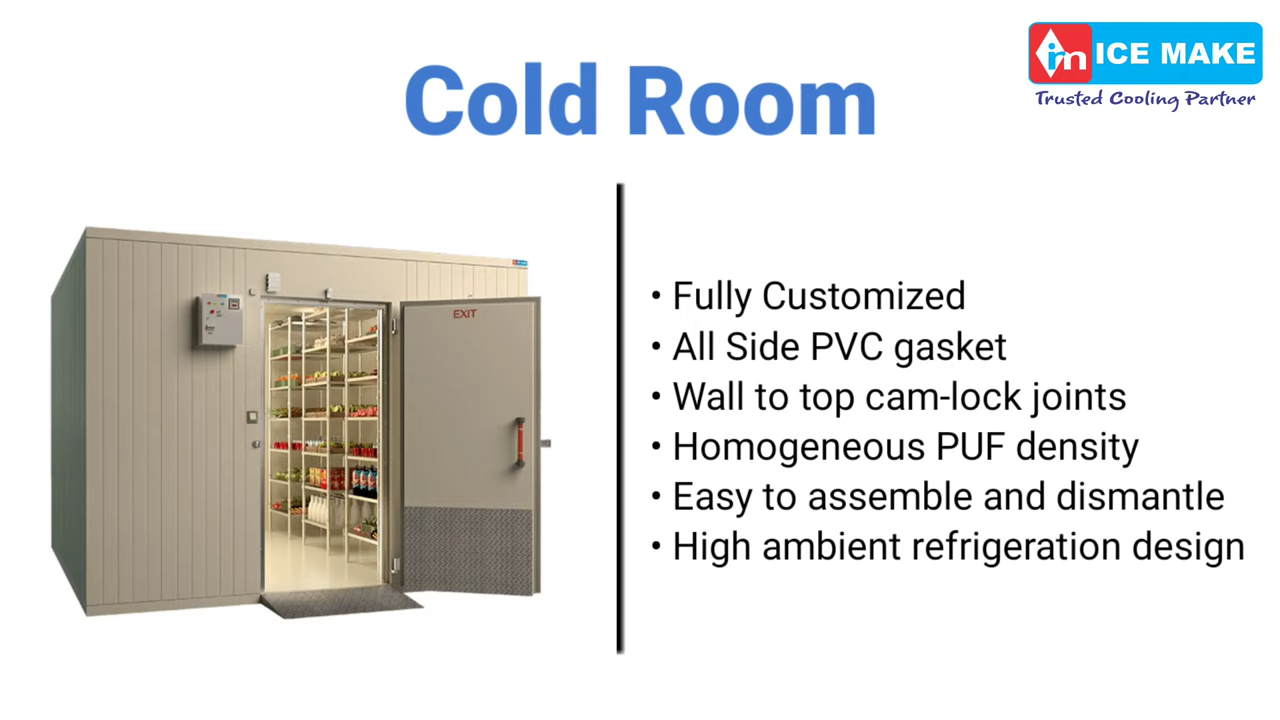 im ICE MAKE
Trusted Cooling Partner
Cold Room
EXIT
• Fully Customized
• All Side PVC gasket
• Wall to top cam-lock joints
• Homogeneous PUF density
• Easy to assemble and dismantle
• High ambient refrigeration design